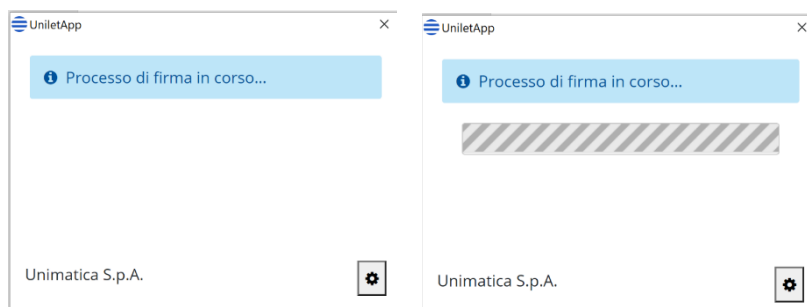 UniletApp
Processo di firma in corso...
Unimatica S.p.A.
UniletApp
Processo di firma in corso...
Unimatica S.p.A.